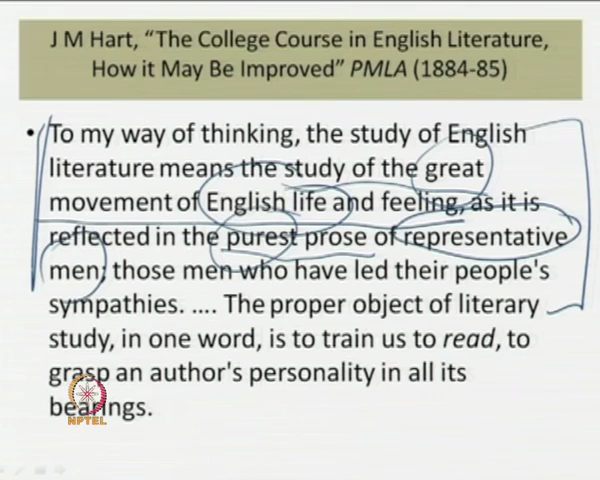 J M Hart, “The College Course in English Literature,
How it May Be Improved” PMLA (1884-85)
• To my way of thinking, the study of English
literature means the study of the great
movement of English life and feeling, as it is
reflected in the purest prose of representative
men; those men who have led their people's
sympathies. .... The proper object of literary
study, in one word, is to train us to read, to
grasp an author's personality in all its
bearings.
NPTEL